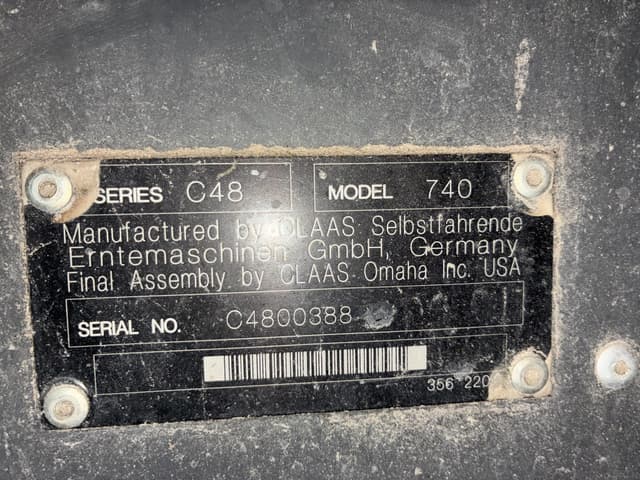 SERIES C48 MODEL 740
Manufactured by CLAAS Selbstfahrende
Erntemaschinen GmbH, Germany
Final Assembly by CLAAS Omaha Inc. USA
SERIAL NO. C4800388
356 220